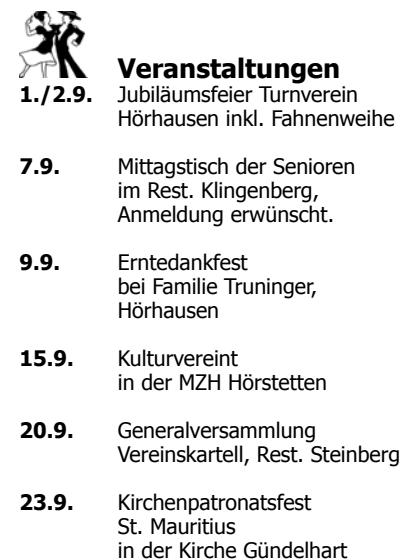 Veranstaltungen
1./2.9. Jubiläumsfeier Turnverein
Hörhausen inkl. Fahnenweihe
7.9. Mittagstisch der Senioren
im Rest. Klingenberg,
Anmeldung erwünscht.
9.9. Erntedankfest
bei Familie Truninger,
Hörhausen
15.9. Kulturvereint
in der MZH Hörstetten
20.9. Generalversammlung
Vereinskartell, Rest. Steinberg
23.9. Kirchenpatronatsfest
St. Mauritius
in der Kirche Gündelhart